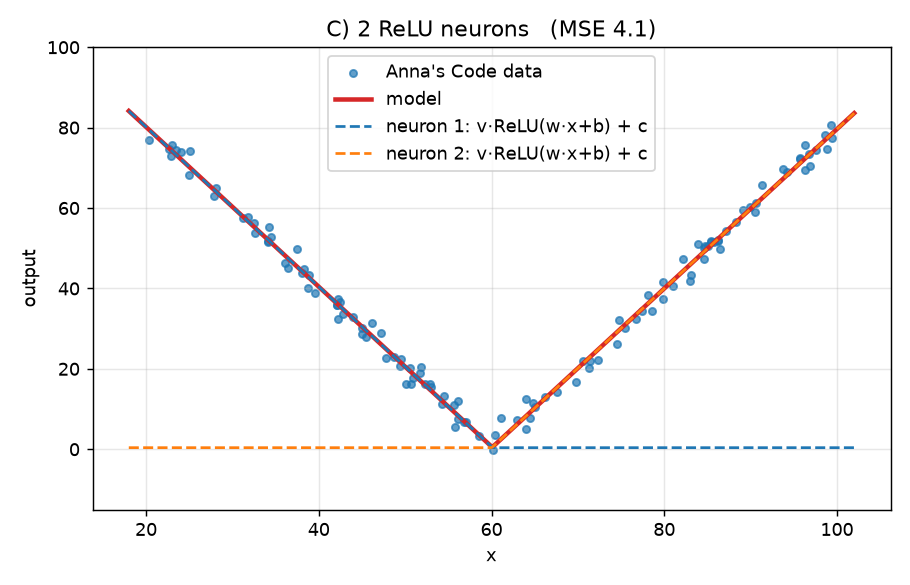 C) 2 ReLU neurons (MSE 4.1)
100
80
60
40
20
0
output
Anna's Code data
model
neuron 1: v·ReLU(w·x+b) + c
neuron 2: v·ReLU(w·x+b) + c
20 40 60 80 100
x